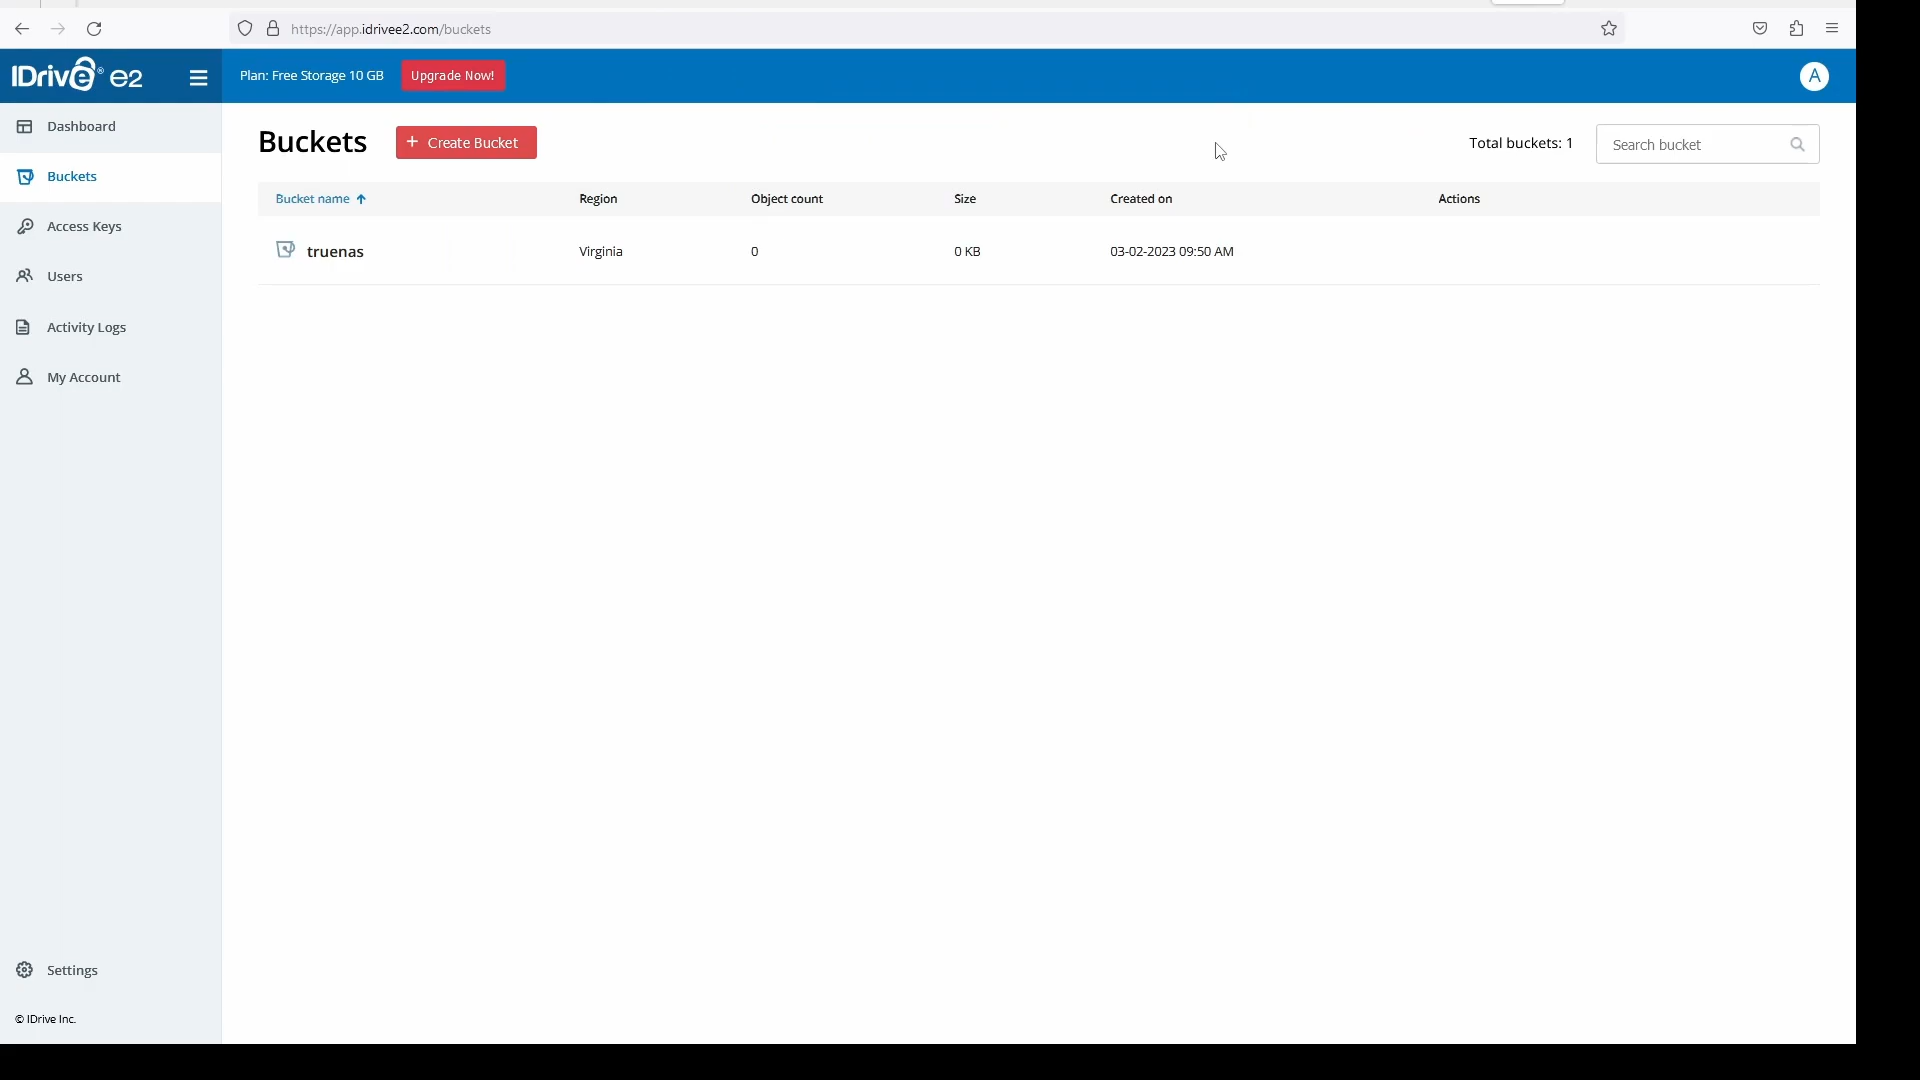 https://app.idrivee2.com/buckets
IDrive® e2
Plan: Free Storage 10 GB
Upgrade Now!
A
Dashboard
Buckets
Access Keys
Users
Activity Logs
My Account
Settings
© IDrive Inc.
Buckets
+ Create Bucket
Total buckets: 1
Search bucket
Bucket name Region Object count Size Created on Actions
truenas Virginia 0 0 KB 03-02-2023 09:50 AM